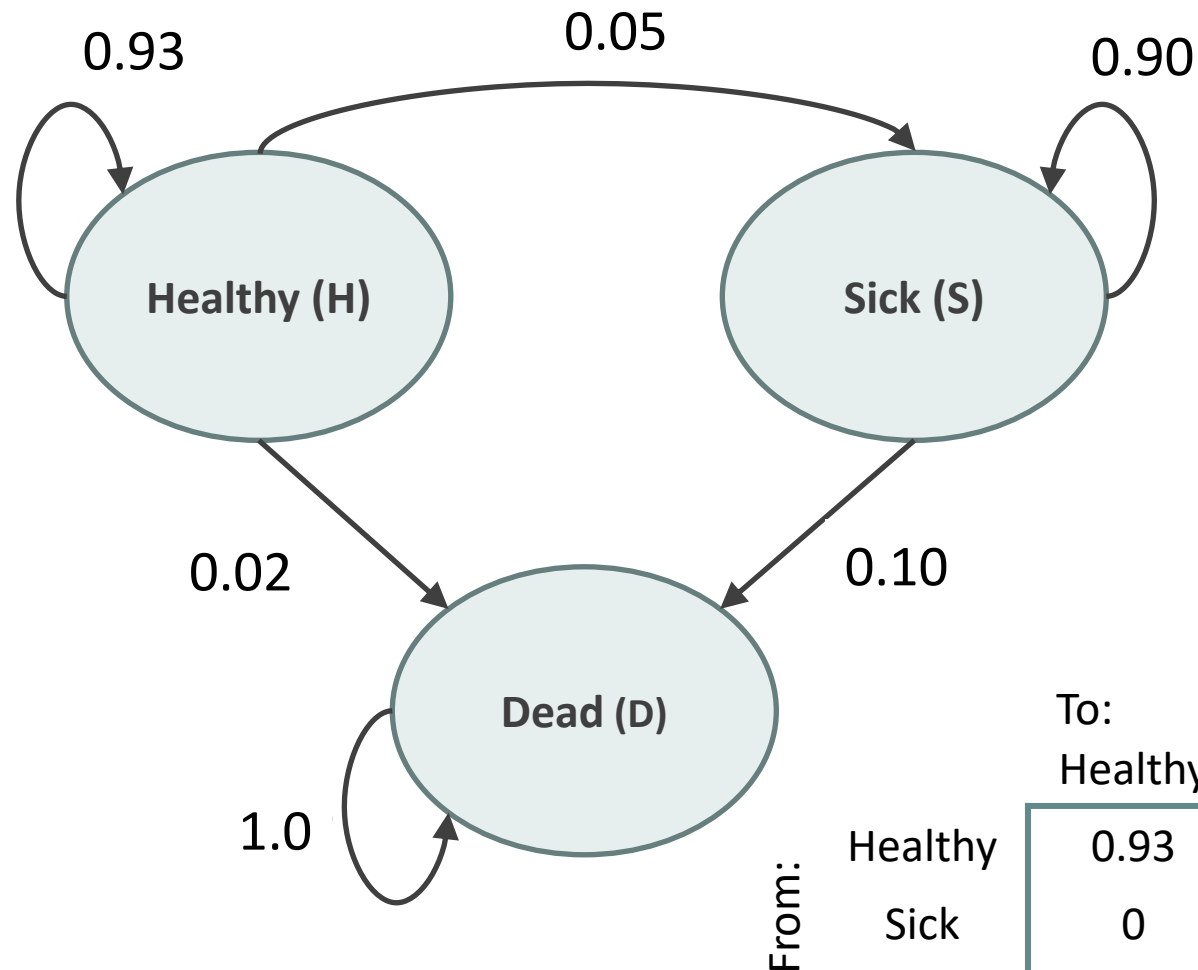 0.05
0.93
0.90
Healthy (H)
Sick (S)
0.02
0.10
Dead (D)
1.0
To:
Healthy
From:
Healthy 0.93
Sick 0